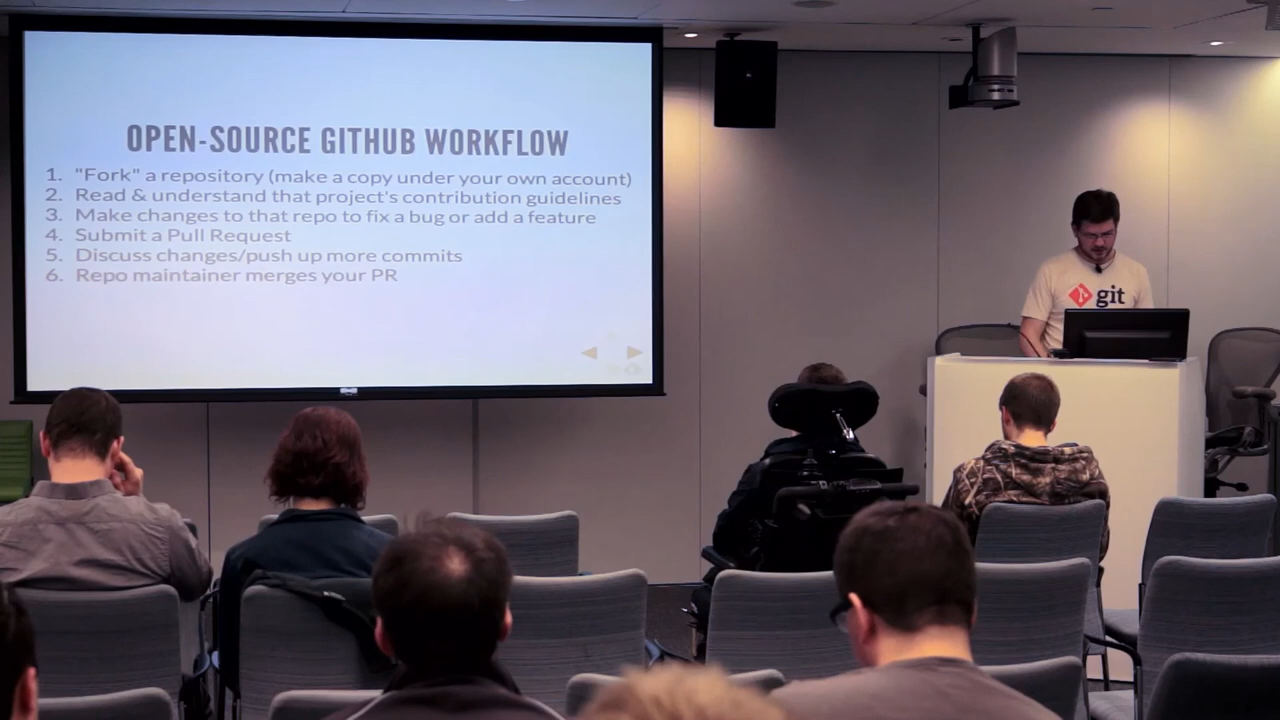 OPEN-SOURCE GITHUB WORKFLOW
1. "Fork" a repository (make a copy under your own account)
2. Read & understand that project's contribution guidelines
3. Make changes to that repo to fix a bug or add a feature
4. Submit a Pull Request
5. Discuss changes/push up more commits
6. Repo maintainer merges your PR
git